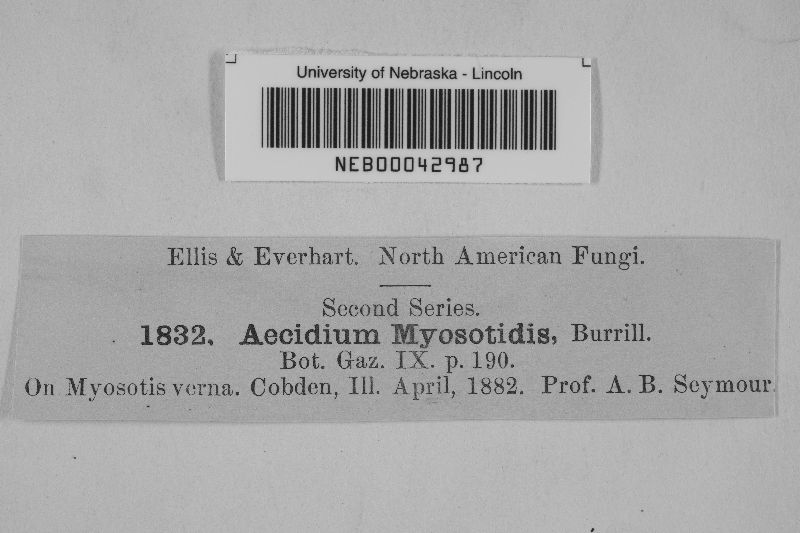 University of Nebraska - Lincoln
NEB00042987
Ellis & Everhart. North American Fungi.
Second Series.
1832. Aecidium Myosotidis, Burrill.
Bot. Gaz. IX. p. 190.
On Myosotis verna. Cobden, Ill. April, 1882. Prof. A. B. Seymour.